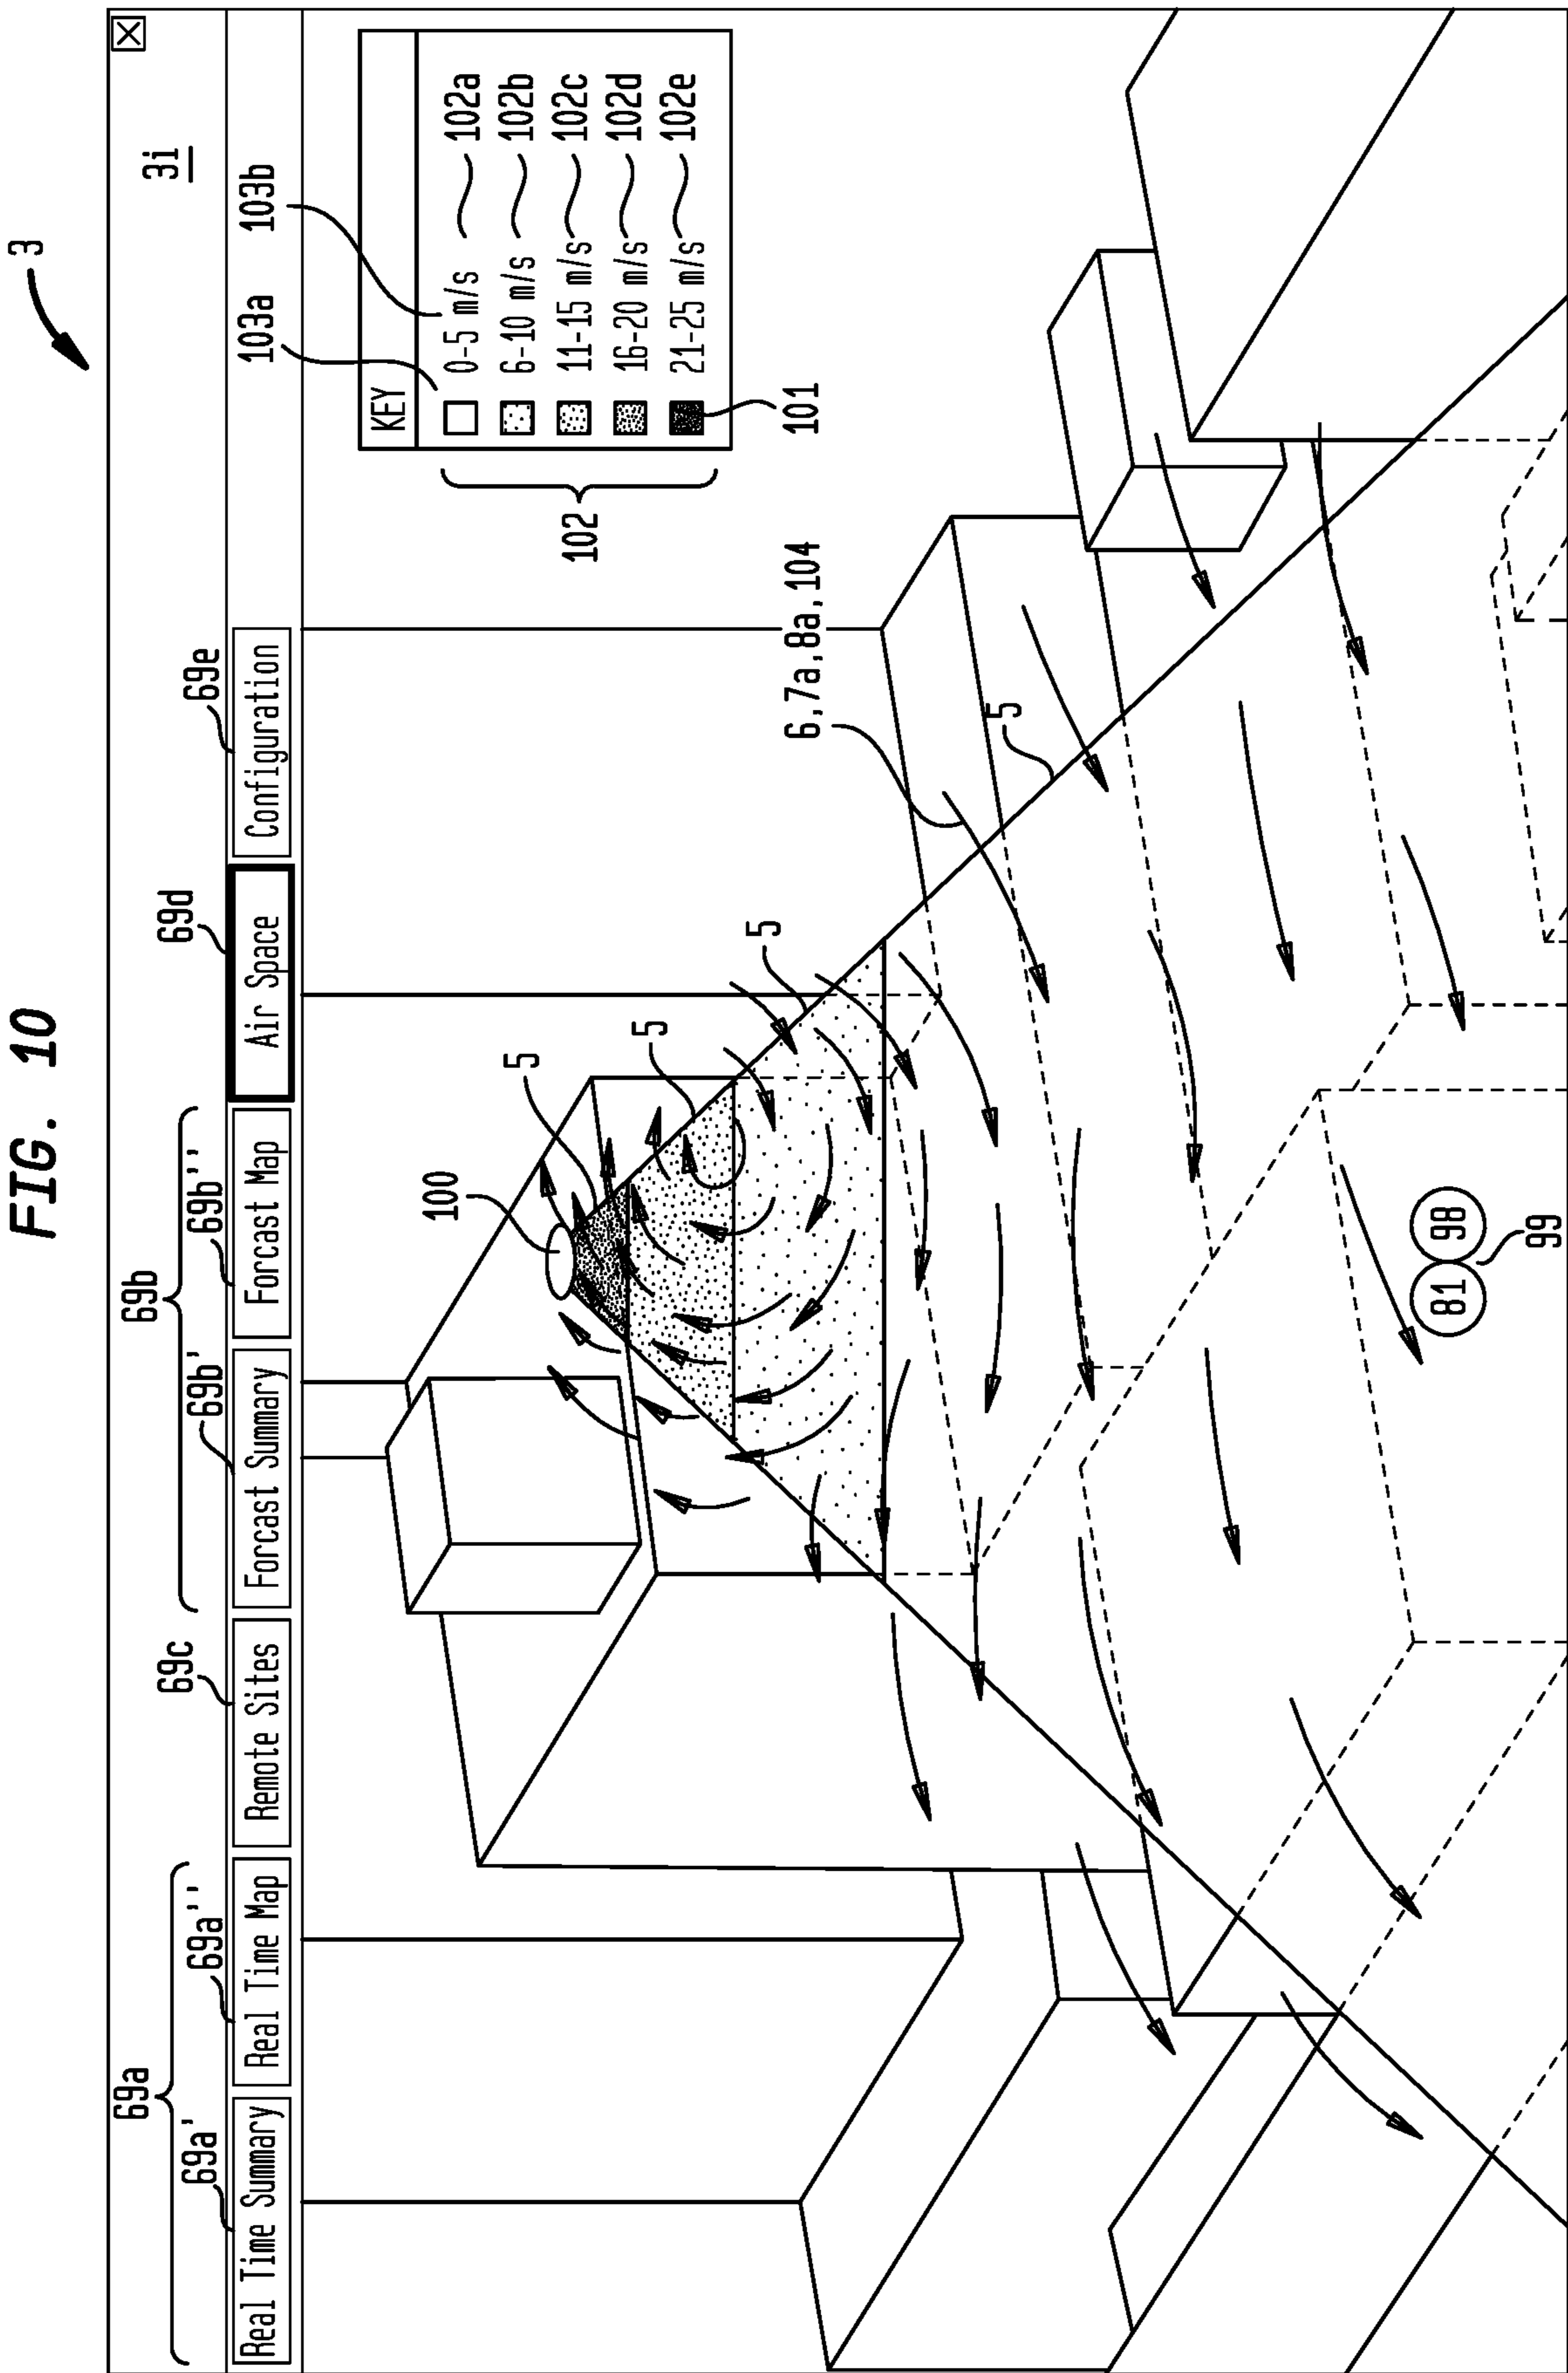 FIG. 10
3
3i
69a
69b
69a'
69a''
69c
69b'
69b''
69d
69e
103a
103b
Real Time Summary
Real Time Map
Remote Sites
Forcast Summary
Forcast Map
Air Space
Configuration
KEY
0-5 m/s 102a
6-10 m/s 102b
11-15 m/s 102c
16-20 m/s 102d
21-25 m/s 102e
102
101
100
5
5
5
6,7a,8a,104
5
81 98
99